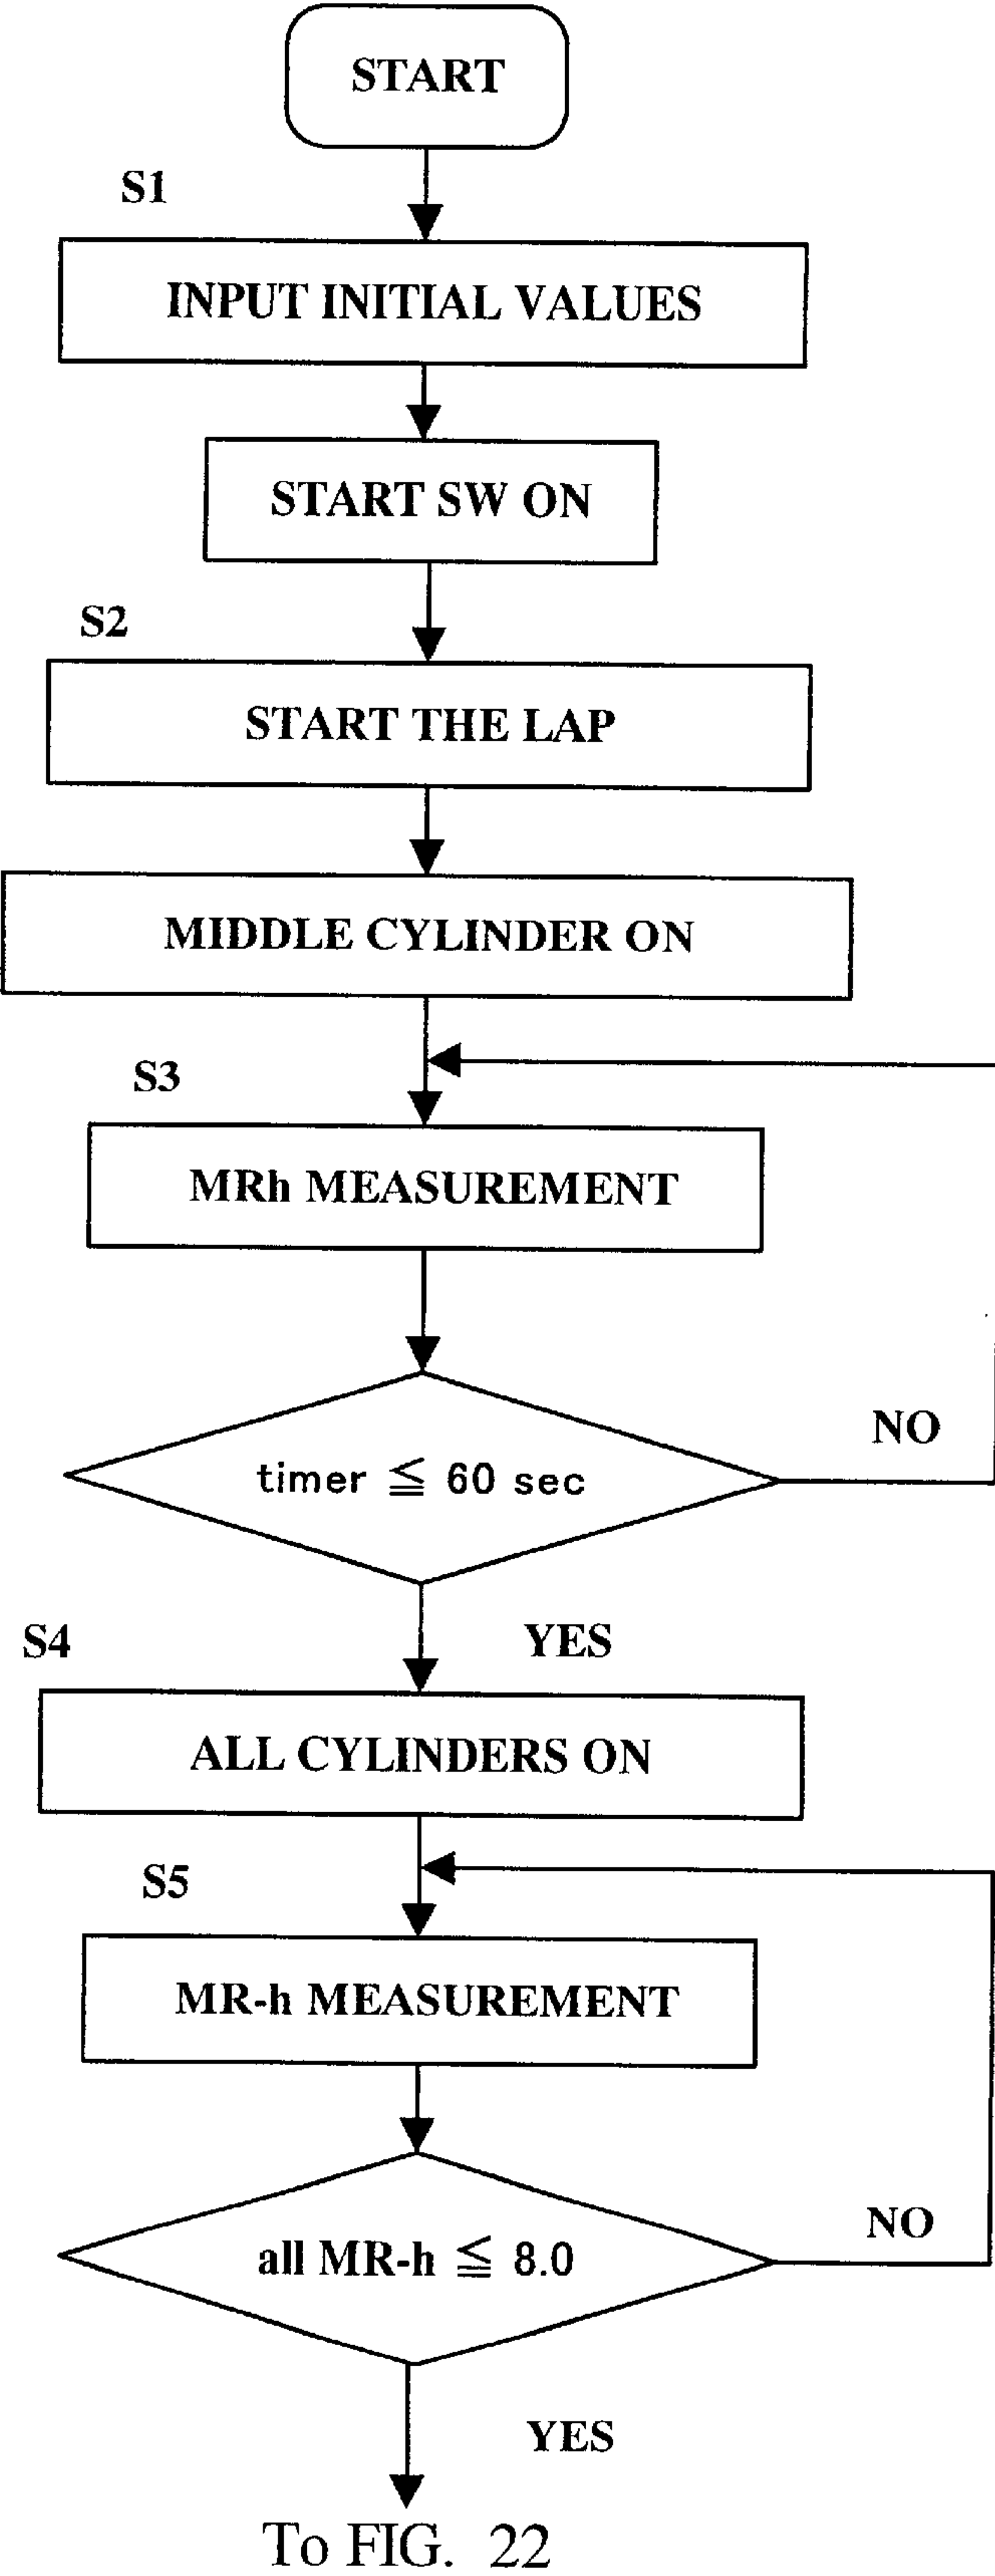 START
S1
INPUT INITIAL VALUES
START SW ON
S2
START THE LAP
MIDDLE CYLINDER ON
S3
MRh MEASUREMENT
timer ≦ 60 sec
NO
YES
S4
ALL CYLINDERS ON
S5
MR-h MEASUREMENT
all MR-h ≦ 8.0
NO
YES
To FIG. 22